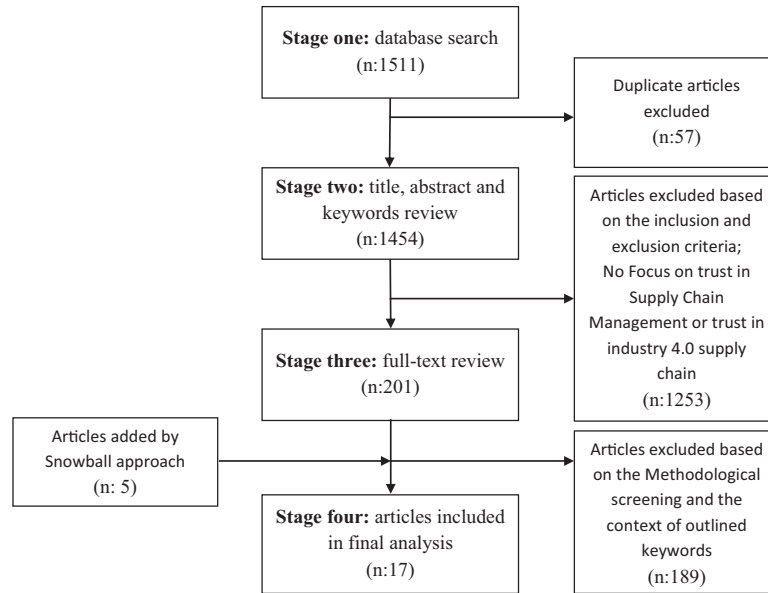 Stage one: database search
(n:1511)
Duplicate articles
excluded
(n:57)
Stage two: title, abstract and
keywords review
(n:1454)
Articles excluded based
on the inclusion and
exclusion criteria;
No Focus on trust in
Supply Chain
Management or trust in
industry 4.0 supply
chain
(n:1253)
Stage three: full-text review
(n:201)
Articles added by
Snowball approach
(n: 5)
Articles excluded based
on the Methodological
screening and the
context of outlined
keywords
(n:189)
Stage four: articles included
in final analysis
(n:17)